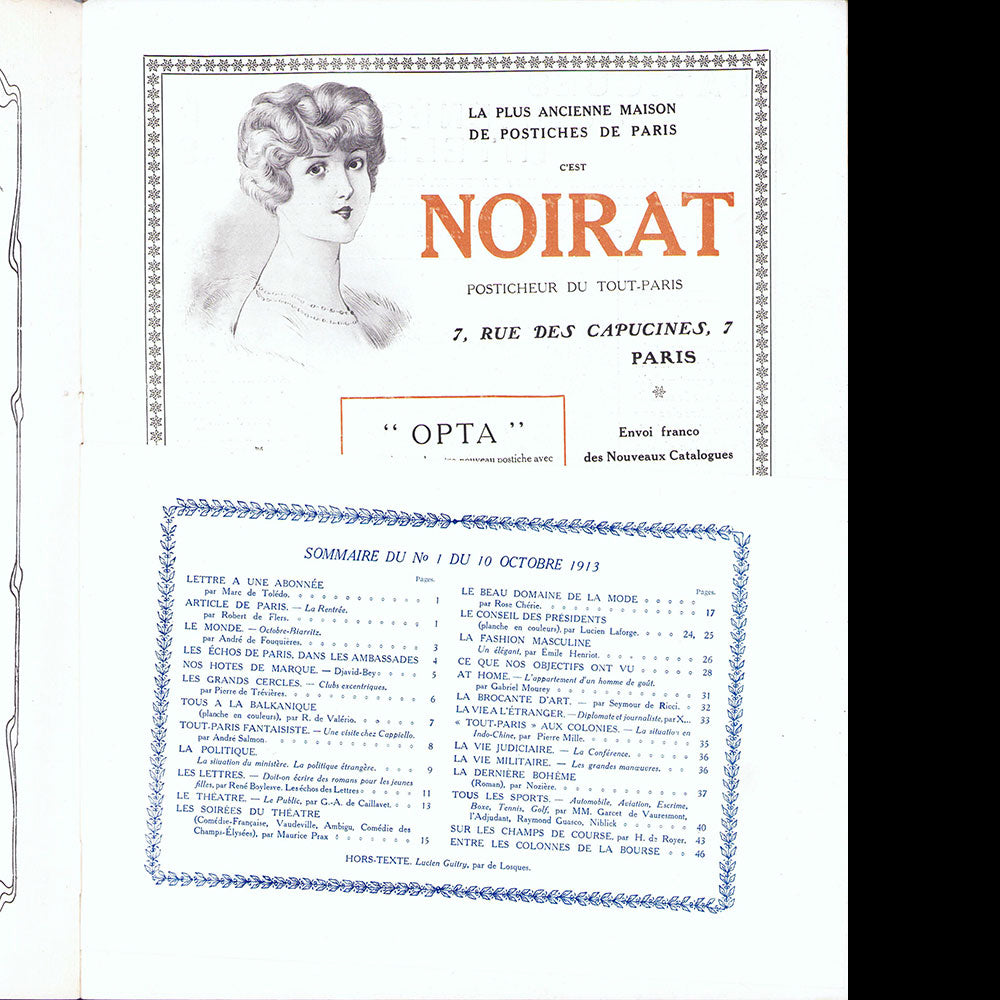 LA PLUS ANCIENNE MAISON
DE POSTICHES DE PARIS
C'EST
NOIRAT
POSTICHEUR DU TOUT-PARIS
7, RUE DES CAPUCINES, 7
PARIS
“ OPTA ”
nouveau postiche avec
Envoi franco
des Nouveaux Catalogues
SOMMAIRE DU No 1 DU 10 OCTOBRE 1913
Pages.
LETTRE A UNE ABONNÉE
par Marc de Tolédo. 1
ARTICLE DE PARIS. — La Rentrée.
par Robert de Flers. 1
LE MONDE. — Octobre-Biarritz.
par André de Fouquières. 3
LES ÉCHOS DE PARIS, DANS LES AMBASSADES 4
NOS HOTES DE MARQUE. — Djavid-Bey 5
LES GRANDS CERCLES. — Clubs excentriques.
par Pierre de Trévières. 6
TOUS A LA BALKANIQUE
(planche en couleurs), par R. de Valério. 7
TOUT-PARIS FANTAISISTE. — Une visite chez Cappiello.
par André Salmon. 8
LA POLITIQUE.
La situation du ministère. La politique étrangère. 9
LES LETTRES. — Doit-on écrire des romans pour les jeunes
filles, par René Boylesve. Les échos des Lettres 11
LE THÉATRE. — Le Public, par G.-A. de Caillavet. 13
LES SOIRÉES DU THÉATRE
(Comédie-Française, Vaudeville, Ambigu, Comédie des
Champs-Élysées), par Maurice Prax 15
Pages.
LE BEAU DOMAINE DE LA MODE
par Rose Chérie. 17
LE CONSEIL DES PRÉSIDENTS
(planche en couleurs), par Lucien Laforge. 24, 25
LA FASHION MASCULINE
Un élégant, par Émile Henriot. 26
CE QUE NOS OBJECTIFS ONT VU 28
AT HOME. — L'appartement d'un homme de goût.
par Gabriel Mourey 31
LA BROCANTE D'ART. — par Seymour de Ricci. 32
LA VIE A L'ÉTRANGER. — Diplomate et journaliste, par X... 33
« TOUT-PARIS » AUX COLONIES. — La situation en
Indo-Chine, par Pierre Mille. 35
LA VIE JUDICIAIRE. — La Conférence. 36
LA VIE MILITAIRE. — Les grandes manœuvres. 36
LA DERNIÈRE BOHÊME
(Roman), par Nozière. 37
TOUS LES SPORTS. — Automobile, Aviation, Escrime,
Boxe, Tennis, Golf, par MM. Garcet de Vauresmont,
l'Adjudant, Raymond Guasco, Niblick 40
SUR LES CHAMPS DE COURSE, par H. de Royer. 43
ENTRE LES COLONNES DE LA BOURSE 46
HORS-TEXTE. Lucien Guitry, par de Losques.